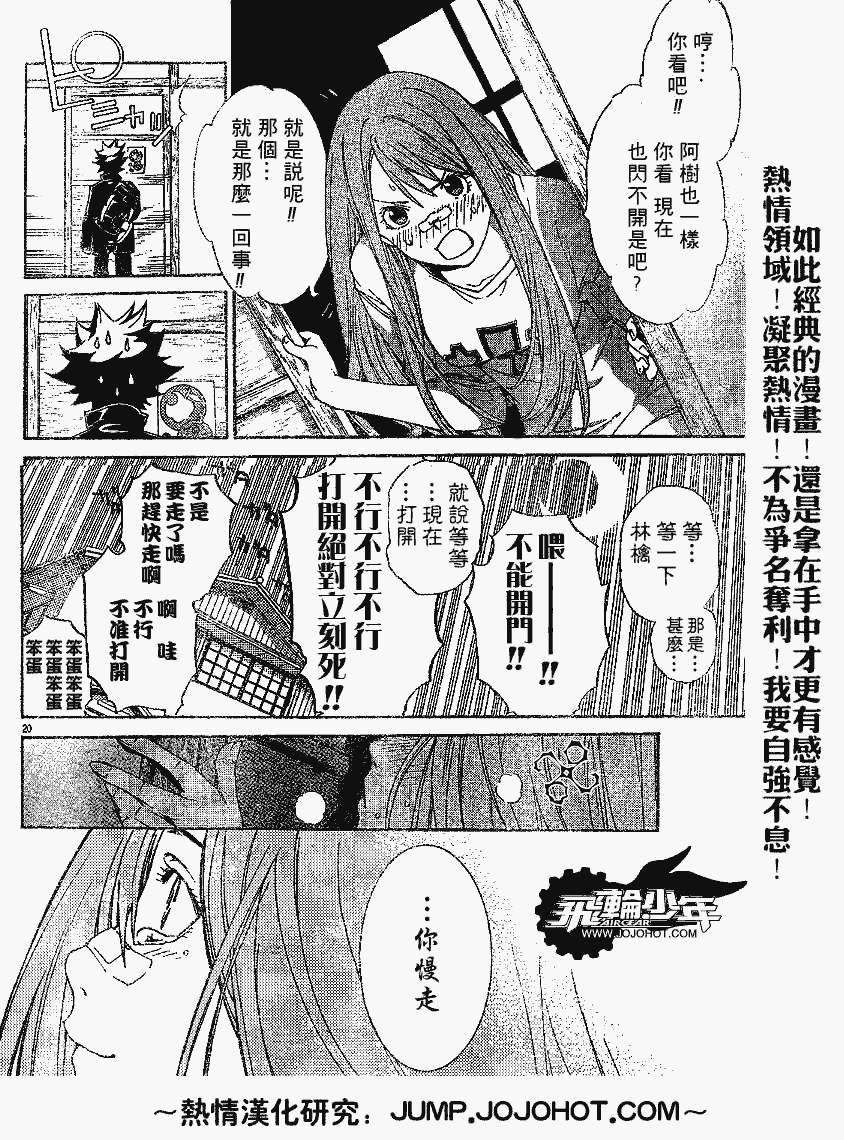 哼…
你看吧!!
阿樹也一樣
你看 現在
也閃不開是吧?
就是說呢!!
那個…
就是那麼一回事!!
ピシャッ
等…
等一下
林檎
那是…
甚麼…
喂——!!
不能開門!!
就說等等
…現在
…打開
不行不行不行
打開絕對立刻死!!
不是
要走了嗎
那趕快走啊
啊 哇
不行
不准打開
笨蛋
笨蛋笨蛋
笨蛋笨蛋
20
…你慢走
飛輪少年
AIRGEAR
WWW.JOJOHOT.COM
如此經典的漫畫!還是拿在手中才更有感覺!
熱情領域!凝聚熱情!不為爭名奪利!我要自強不息!
~熱情漢化研究: JUMP.JOJOHOT.COM~